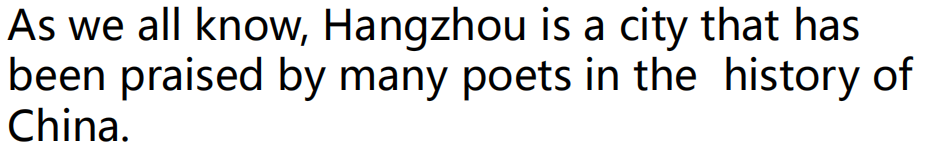 As we all know, Hangzhou is a city that has
been praised by many poets in the  history of
China.